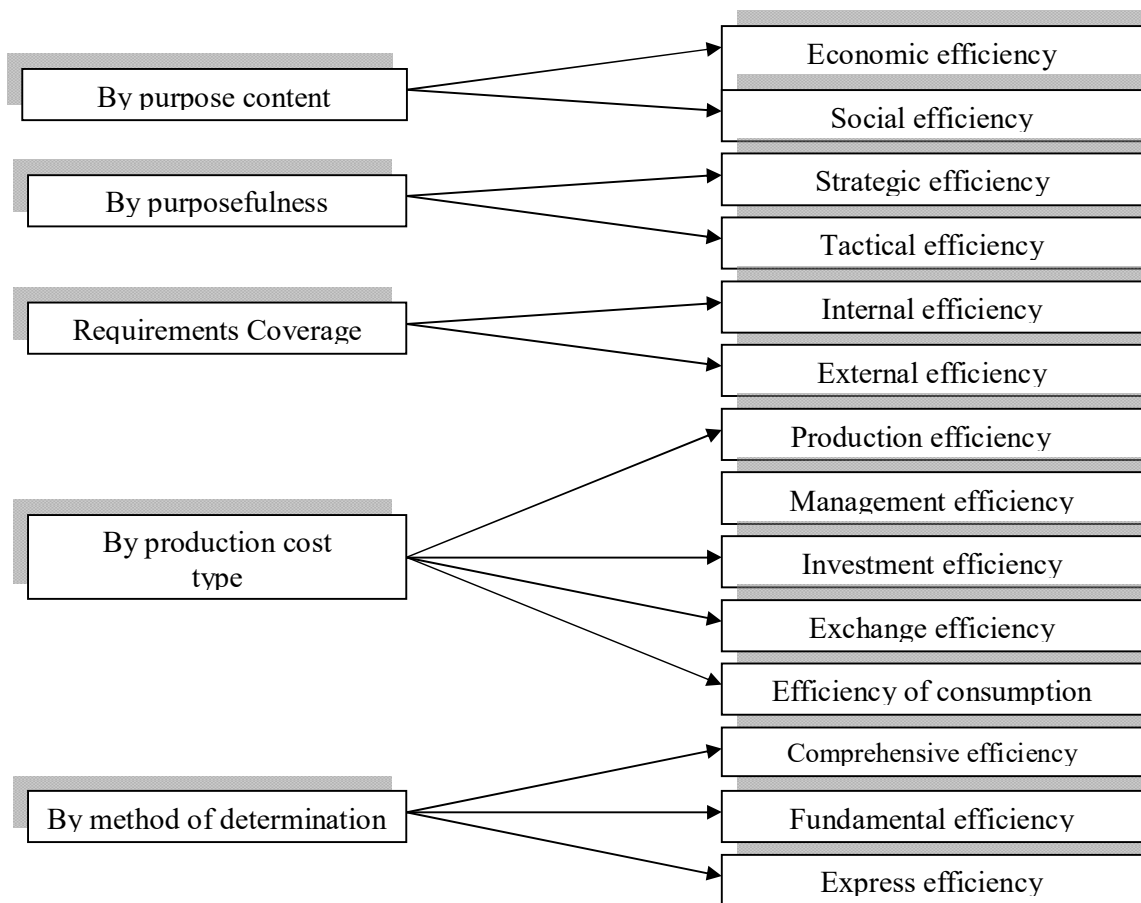 By purpose content
Economic efficiency
Social efficiency
By purposefulness
Strategic efficiency
Tactical efficiency
Requirements Coverage
Internal efficiency
External efficiency
By production cost
type
Production efficiency
Management efficiency
Investment efficiency
Exchange efficiency
Efficiency of consumption
By method of determination
Comprehensive efficiency
Fundamental efficiency
Express efficiency